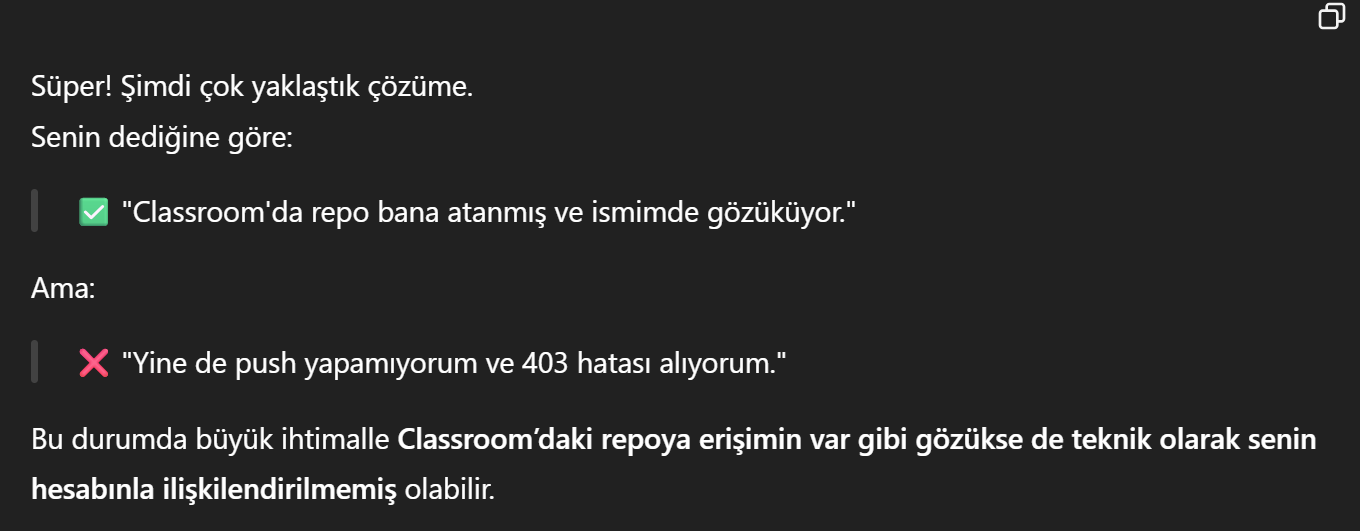 Süper! Şimdi çok yaklaştık çözüme.
Senin dediğine göre:
✅ "Classroom'da repo bana atanmış ve ismimde gözüküyor."
Ama:
❌ "Yine de push yapamıyorum ve 403 hatası alıyorum."
Bu durumda büyük ihtimalle Classroom’daki repoya erişimin var gibi gözükse de teknik olarak senin
hesabınla ilişkilendirilmemiş olabilir.